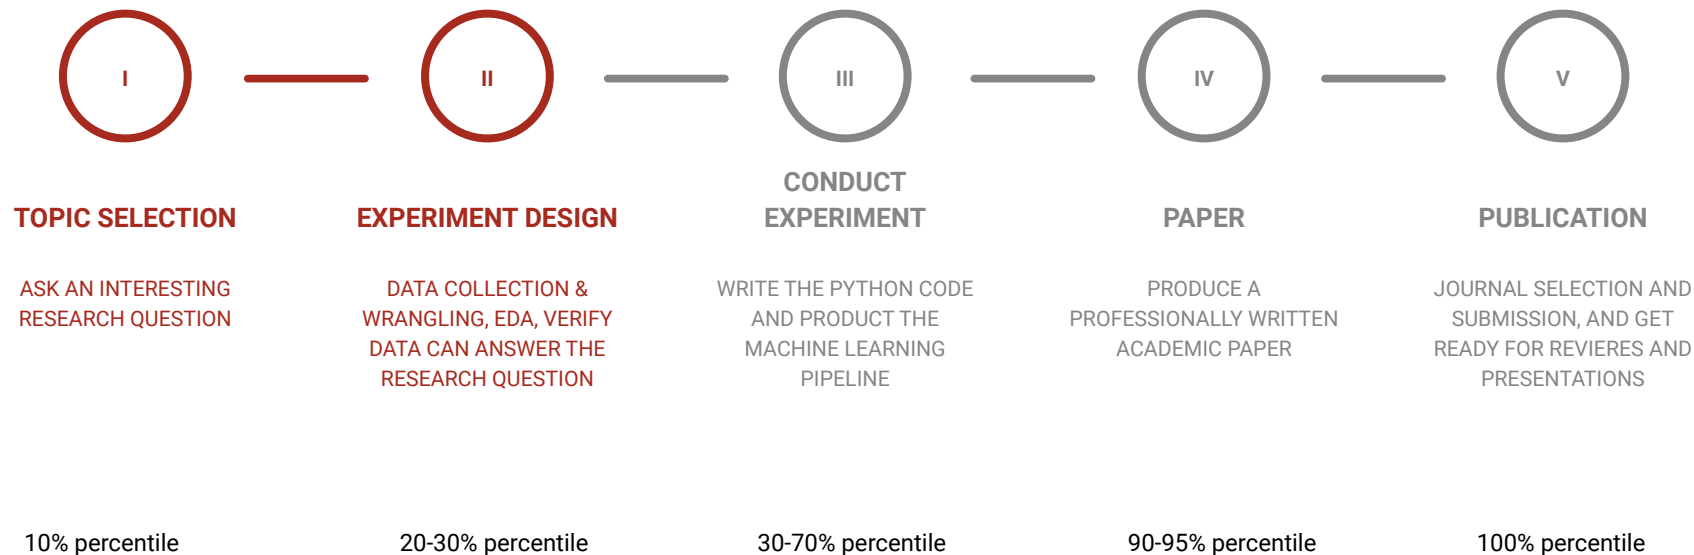 I
II
III
IV
V
TOPIC SELECTION
EXPERIMENT DESIGN
CONDUCT
EXPERIMENT
PAPER
PUBLICATION
ASK AN INTERESTING
RESEARCH QUESTION
DATA COLLECTION &
WRANGLING, EDA, VERIFY
DATA CAN ANSWER THE
RESEARCH QUESTION
WRITE THE PYTHON CODE
AND PRODUCT THE
MACHINE LEARNING
PIPELINE
PRODUCE A
PROFESSIONALLY WRITTEN
ACADEMIC PAPER
JOURNAL SELECTION AND
SUBMISSION, AND GET
READY FOR REVIERES AND
PRESENTATIONS
10% percentile
20-30% percentile
30-70% percentile
90-95% percentile
100% percentile